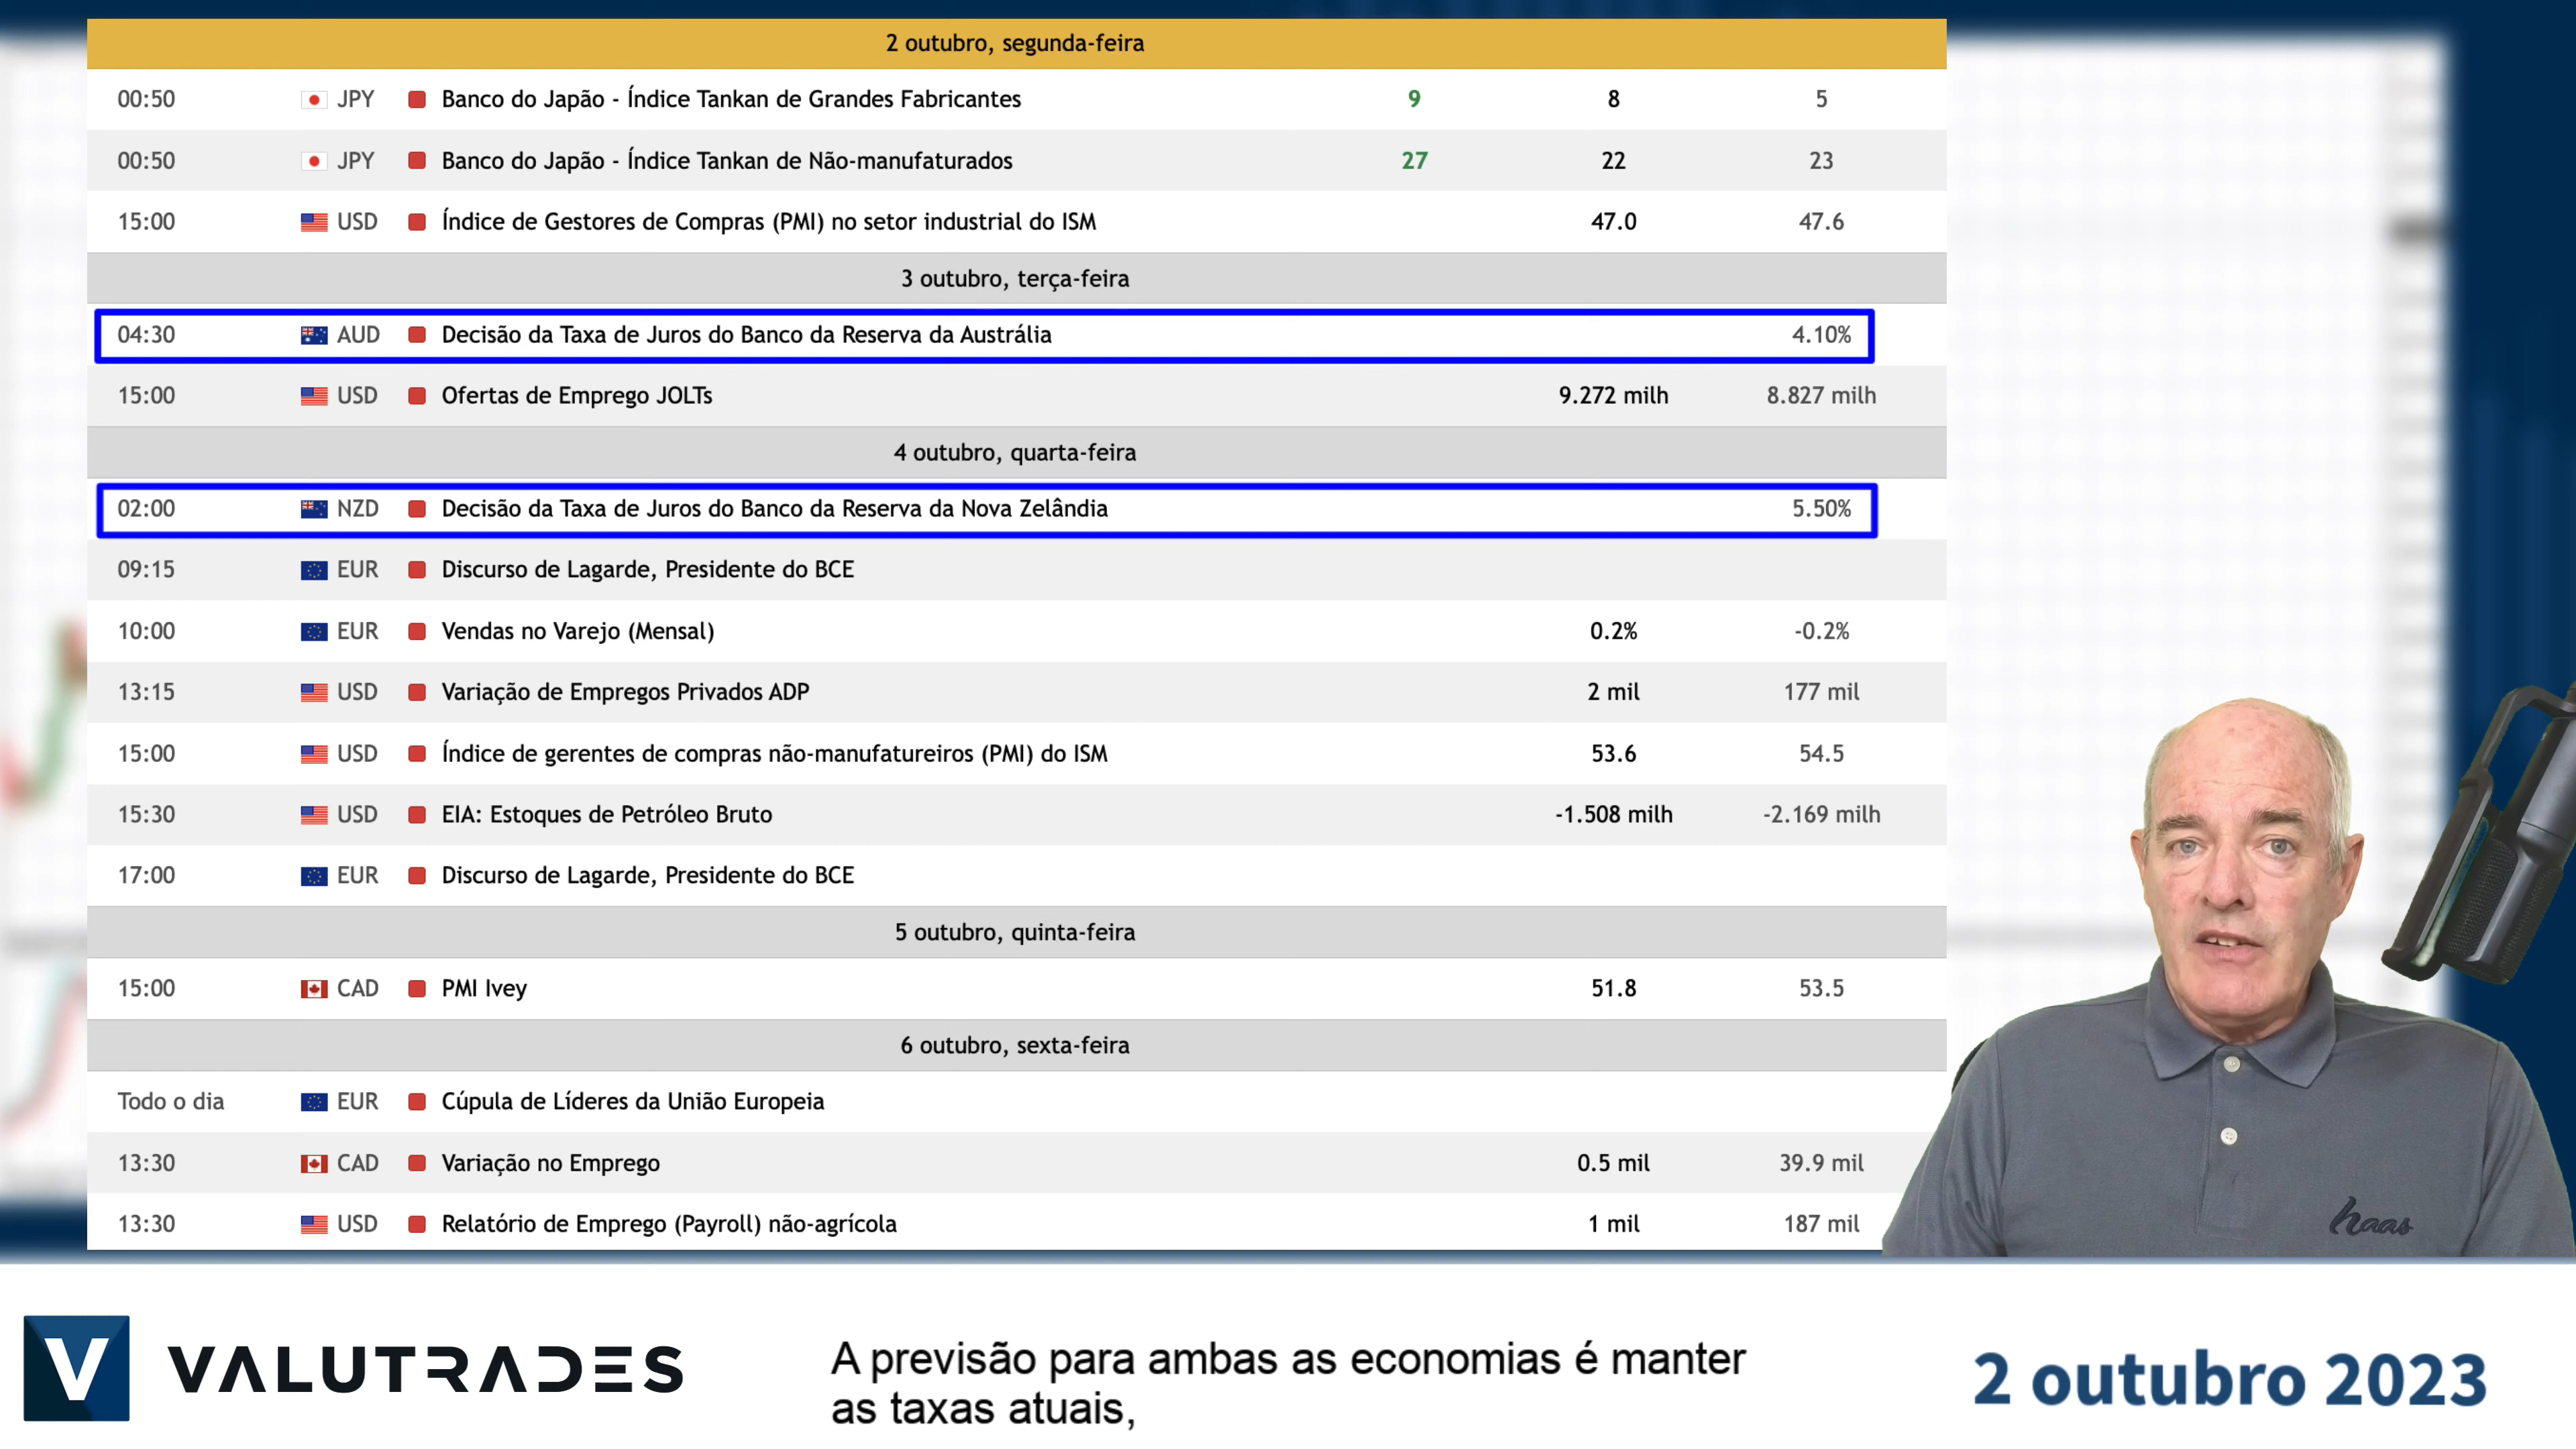 2 outubro, segunda-feira
00:50 JPY Banco do Japão - Índice Tankan de Grandes Fabricantes 9 8 5
00:50 JPY Banco do Japão - Índice Tankan de Não-manufaturados 27 22 23
15:00 USD Índice de Gestores de Compras (PMI) no setor industrial do ISM 47.0 47.6
3 outubro, terça-feira
04:30 AUD Decisão da Taxa de Juros do Banco da Reserva da Austrália 4.10%
15:00 USD Ofertas de Emprego JOLTs 9.272 milh 8.827 milh
4 outubro, quarta-feira
02:00 NZD Decisão da Taxa de Juros do Banco da Reserva da Nova Zelândia 5.50%
09:15 EUR Discurso de Lagarde, Presidente do BCE
10:00 EUR Vendas no Varejo (Mensal) 0.2% -0.2%
13:15 USD Variação de Empregos Privados ADP 2 mil 177 mil
15:00 USD Índice de gerentes de compras não-manufatureiros (PMI) do ISM 53.6 54.5
15:30 USD EIA: Estoques de Petróleo Bruto -1.508 milh -2.169 milh
17:00 EUR Discurso de Lagarde, Presidente do BCE
5 outubro, quinta-feira
15:00 CAD PMI Ivey 51.8 53.5
6 outubro, sexta-feira
Todo o dia EUR Cúpula de Líderes da União Europeia
13:30 CAD Variação no Emprego 0.5 mil 39.9 mil
13:30 USD Relatório de Emprego (Payroll) não-agrícola 1 mil 187 mil
haas
V VALUTRADES
A previsão para ambas as economias é manter
as taxas atuais,
2 outubro 2023